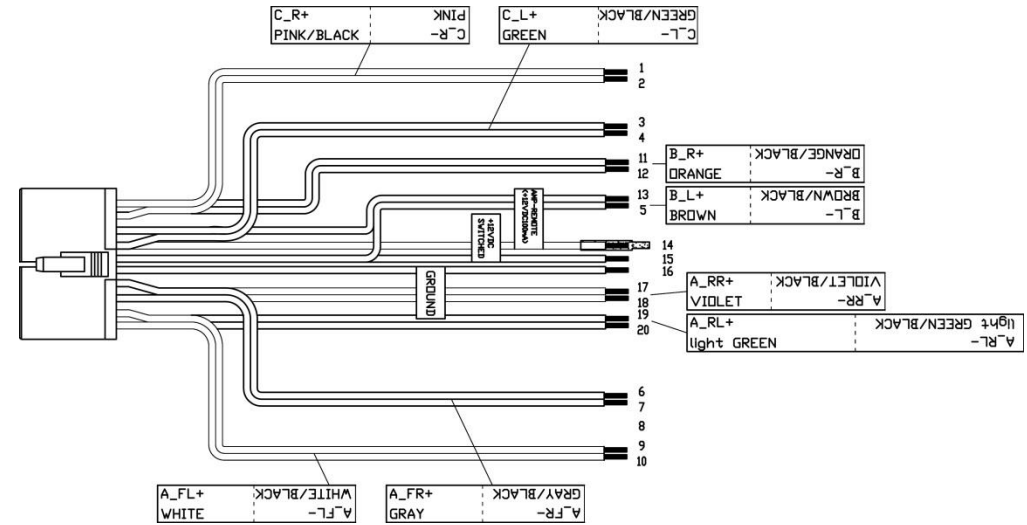 C_R+
PINK/BLACK
PINK
C_R-
C_L+
GREEN
GREEN/BLACK
C_L-
1
2
3
4
11
12
B_R+
ORANGE
ORANGE/BLACK
B_R-
13
5
B_L+
BROWN
BROWN/BLACK
B_L-
AMP-REMOTE
(+12VDC100mA)
+12VDC
SWITCHED
GROUND
14
15
16
17
18
A_RR+
VIOLET
VIOLET/BLACK
A_RR-
19
20
A_RL+
light GREEN
light GREEN/BLACK
A_RL-
6
7
8
9
10
A_FL+
WHITE
WHITE/BLACK
A_FL-
A_FR+
GRAY
GRAY/BLACK
A_FR-